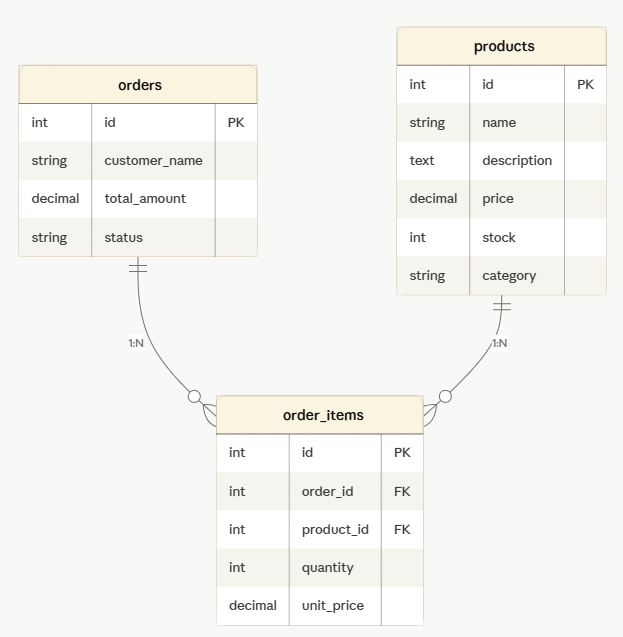 orders
int id PK
string customer_name
decimal total_amount
string status
products
int id PK
string name
text description
decimal price
int stock
string category
1:N
1:N
order_items
int id PK
int order_id FK
int product_id FK
int quantity
decimal unit_price